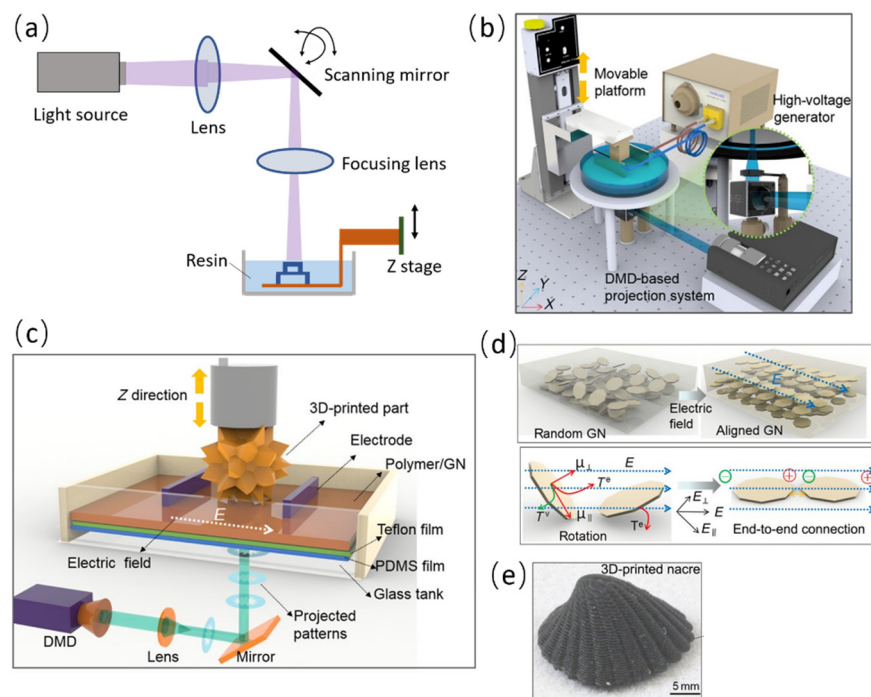 (a)
Light source
Lens
Scanning mirror
Focusing lens
Resin
Z stage
(b)
Movable
platform
High-voltage
generator
DMD-based
projection system
Z
Y
X
(c)
Z direction
3D-printed part
Electrode
Polymer/GN
E
Electric field
Teflon film
PDMS film
Glass tank
Projected
patterns
DMD
Lens
Mirror
(d)
E
Random GN
Electric
field
Aligned GN
μ⊥
E
Tᵉ
Tᵛ
μ∥
Tᵉ
Rotation
E⊥
E
E∥
− + − +
End-to-end connection
(e)
3D-printed nacre
5 mm